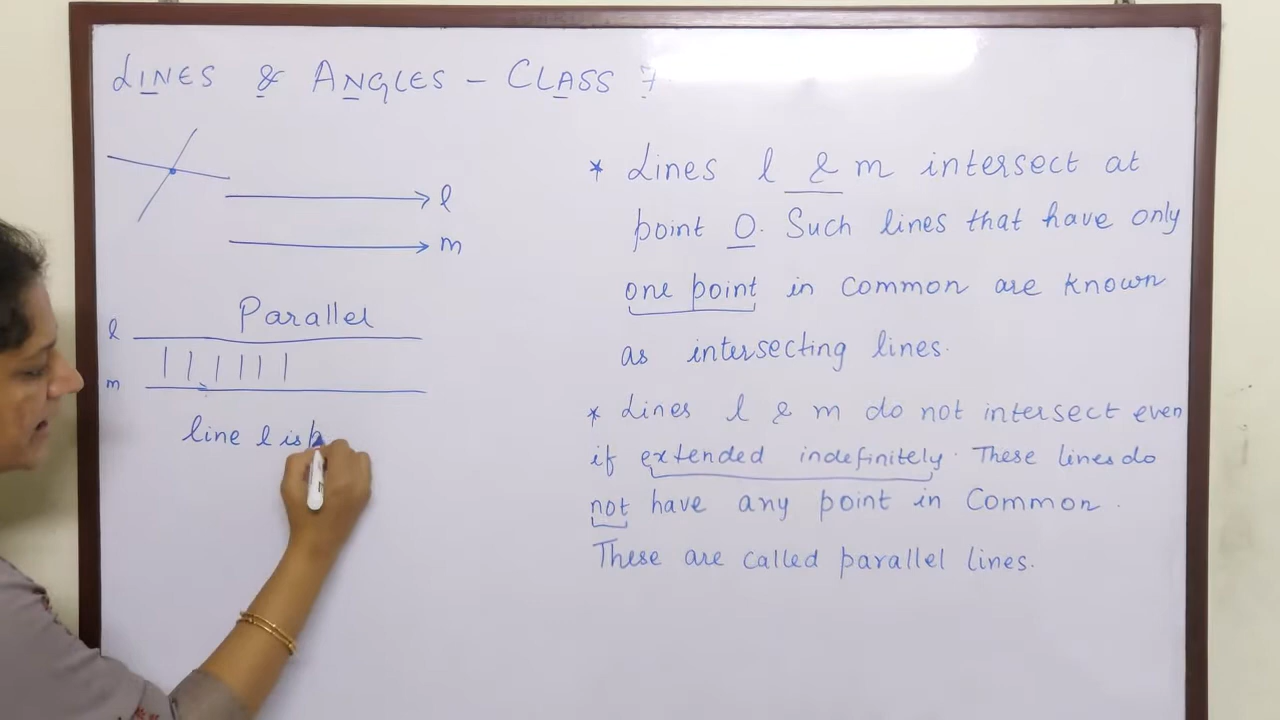 LINES & ANGLES - CLASS 7
l
m
Parallel
l
m
line l is p
* Lines l & m intersect at
point O. Such lines that have only
one point in common are known
as intersecting lines.
* Lines l & m do not intersect even
if extended indefinitely. These lines do
not have any point in Common.
These are called parallel lines.